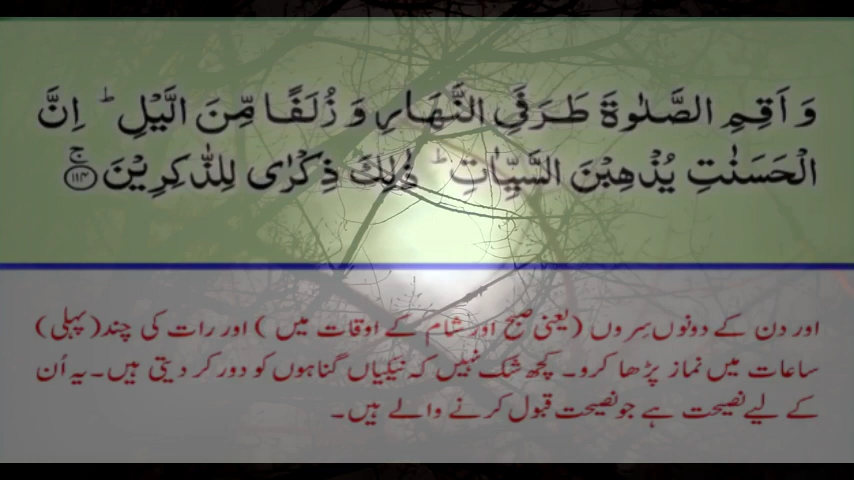 وَ اَقِمِ الصَّلٰوةَ طَرَفَیِ النَّهَارِ وَ زُلَفًا مِّنَ الَّیْلِ ؕ اِنَّ
الْحَسَنٰتِ یُذْهِبْنَ السَّیِّاٰتِ ؕ ذٰلِكَ ذِكْرٰی لِلذّٰكِرِیْنَ ۚ﴿۱۱۴﴾
اور دن کے دونوں سِروں (یعنی صبح اور شام کے اوقات میں ) اور رات کی چند (پہلی)
ساعات میں نماز پڑھا کرو۔ کچھ شک نہیں کہ نیکیاں گناہوں کو دور کر دیتی ہیں۔ یہ اُن
کے لیے نصیحت ہے جو نصیحت قبول کرنے والے ہیں۔